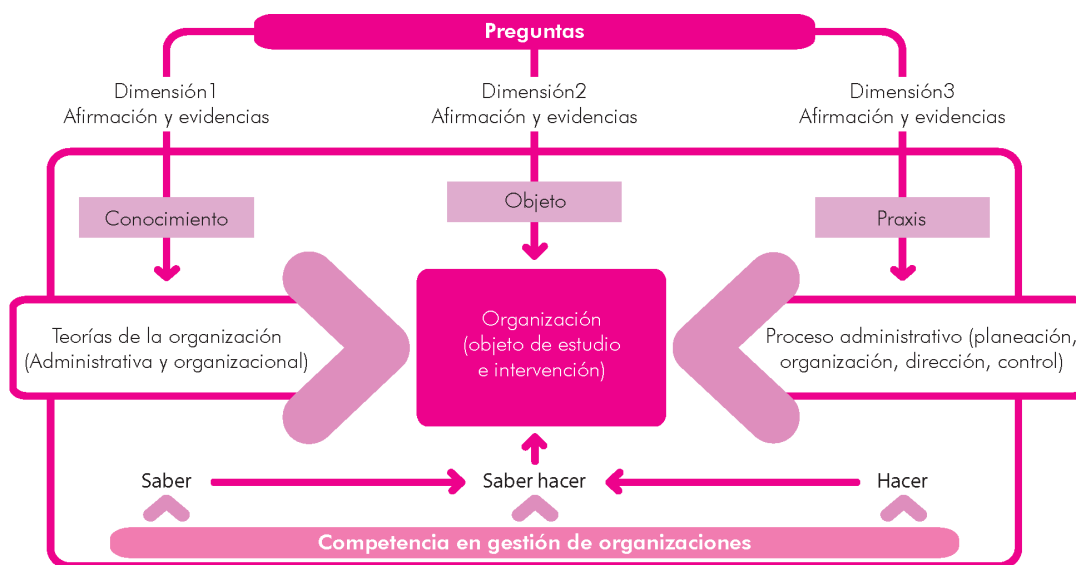 Preguntas
Dimensión1
Afirmación y evidencias
Dimensión2
Afirmación y evidencias
Dimensión3
Afirmación y evidencias
Conocimiento
Objeto
Praxis
Teorías de la organización
(Administrativa y organizacional)
Organización
(objeto de estudio
e intervención)
Proceso administrativo (planeación,
organización, dirección, control)
Saber
Saber hacer
Hacer
Competencia en gestión de organizaciones